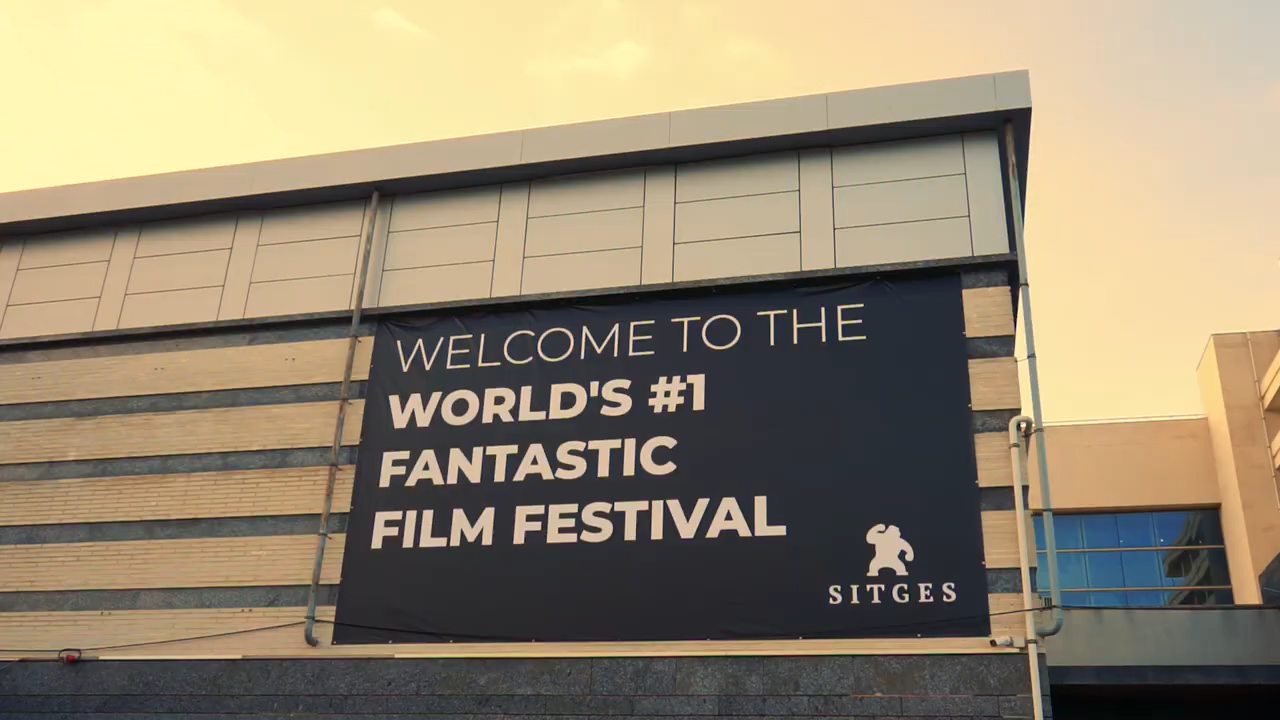 WELCOME TO THE
WORLD'S #1
FANTASTIC
FILM FESTIVAL
SITGES